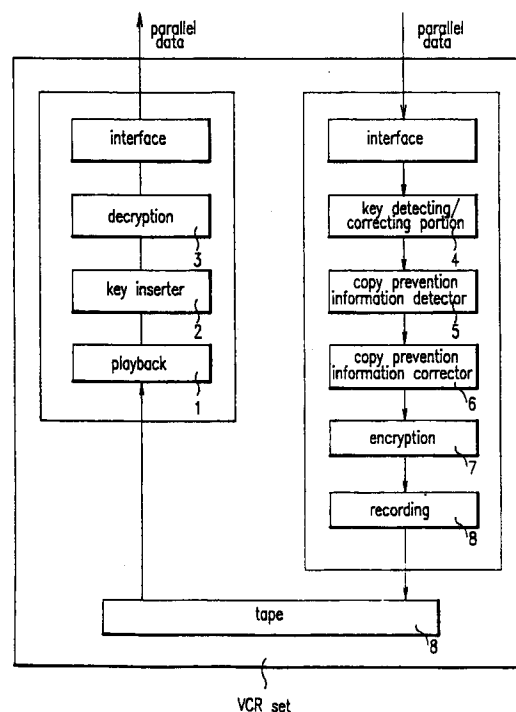 parallel
data
interface
decryption
3
key inserter
2
playback
1
parallel
data
interface
key detecting
correcting portion
4
copy prevention
information detector
5
copy prevention
information corrector
6
encryption
7
recording
8
tape
8
VCR set